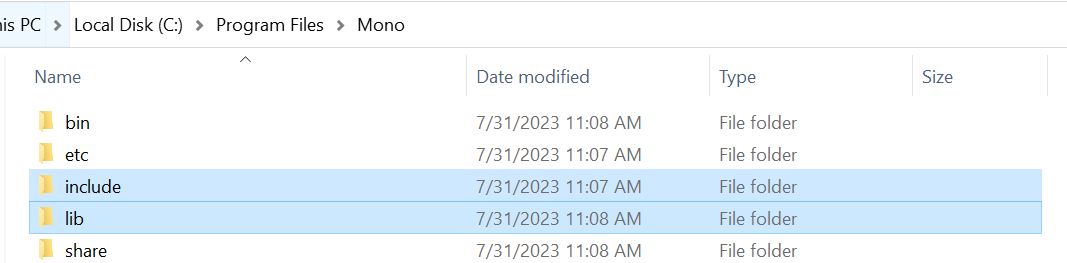 his PC > Local Disk (C:) > Program Files > Mono
Name Date modified Type Size
bin 7/31/2023 11:08 AM File folder
etc 7/31/2023 11:07 AM File folder
include 7/31/2023 11:07 AM File folder
lib 7/31/2023 11:08 AM File folder
share 7/31/2023 11:08 AM File folder